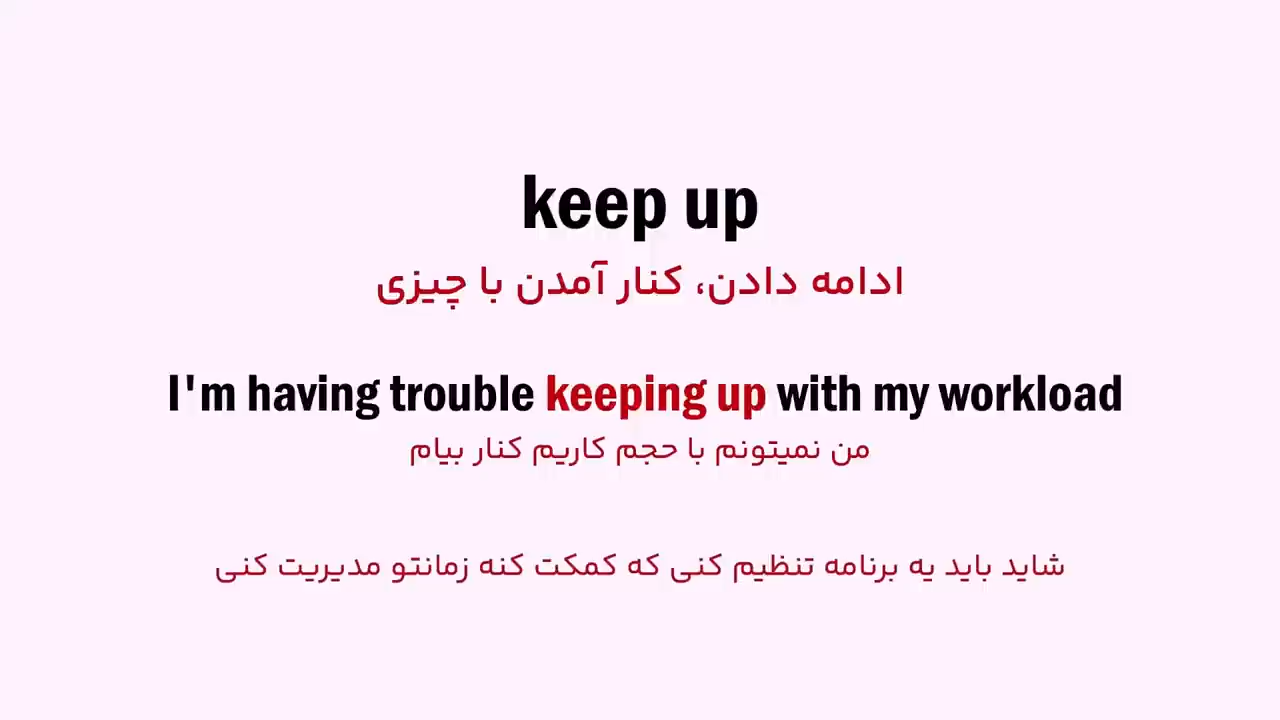 keep up
ادامه دادن، کنار آمدن با چیزی
I'm having trouble keeping up with my workload
من نمیتونم با حجم کاریم کنار بیام
شاید باید یه برنامه تنظیم کنی که کمکت کنه زمانتو مدیریت کنی